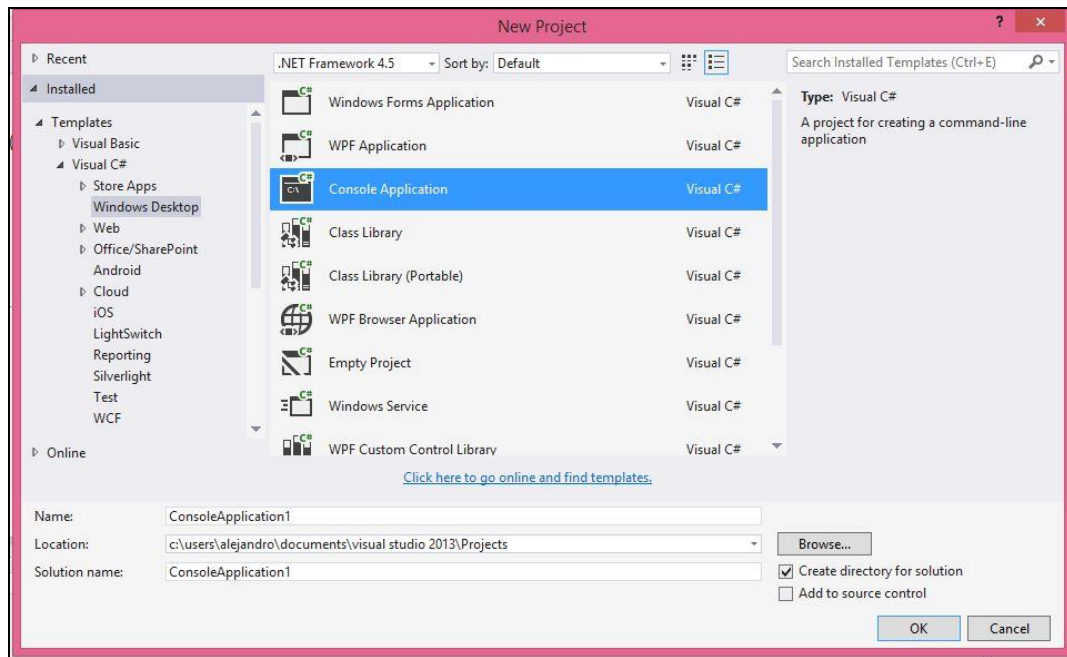 New Project
? ×
Recent
.NET Framework 4.5
Sort by: Default
Search Installed Templates (Ctrl+E)
Installed
Templates
Visual Basic
Visual C#
Store Apps
Windows Desktop
Web
Office/SharePoint
Android
Cloud
iOS
LightSwitch
Reporting
Silverlight
Test
WCF
Online
C# Windows Forms Application Visual C#
C# WPF Application Visual C#
C# C:\ Console Application Visual C#
C# Class Library Visual C#
C# Class Library (Portable) Visual C#
C# WPF Browser Application Visual C#
C# Empty Project Visual C#
C# Windows Service Visual C#
C# WPF Custom Control Library Visual C#
Type: Visual C#
A project for creating a command-line
application
Click here to go online and find templates.
Name: ConsoleApplication1
Location: c:\users\alejandro\documents\visual studio 2013\Projects
Browse...
Solution name: ConsoleApplication1
Create directory for solution
Add to source control
OK Cancel